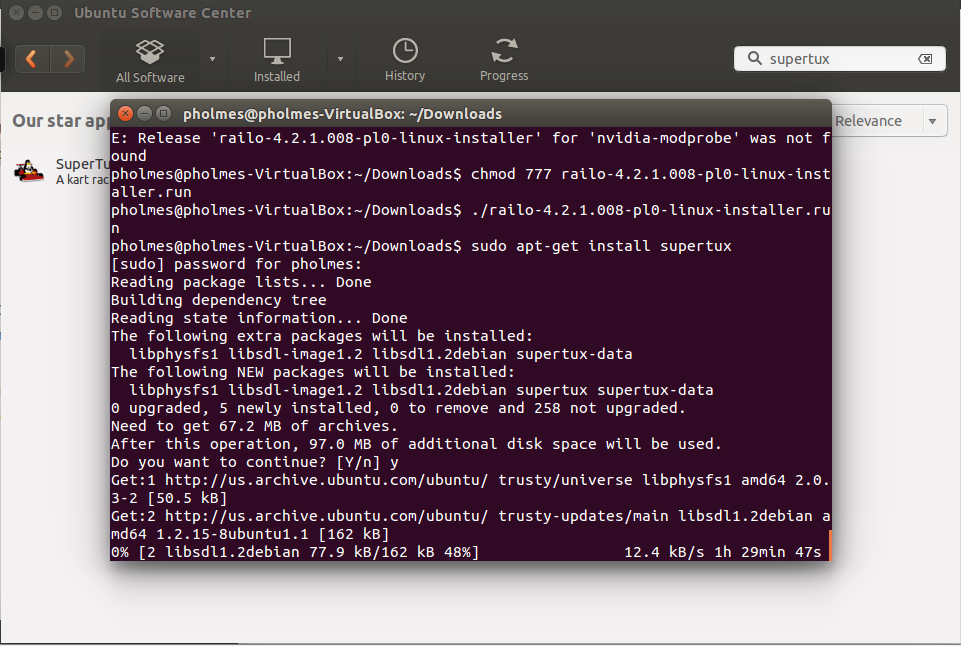 Ubuntu Software Center
All Software
Installed
History
Progress
supertux
Our star app
Relevance
SuperTu
A kart rac
pholmes@pholmes-VirtualBox: ~/Downloads
E: Release 'railo-4.2.1.008-pl0-linux-installer' for 'nvidia-modprobe' was not f
ound
pholmes@pholmes-VirtualBox:~/Downloads$ chmod 777 railo-4.2.1.008-pl0-linux-inst
aller.run
pholmes@pholmes-VirtualBox:~/Downloads$ ./railo-4.2.1.008-pl0-linux-installer.ru
n
pholmes@pholmes-VirtualBox:~/Downloads$ sudo apt-get install supertux
[sudo] password for pholmes:
Reading package lists... Done
Building dependency tree
Reading state information... Done
The following extra packages will be installed:
  libphysfs1 libsdl-image1.2 libsdl1.2debian supertux-data
The following NEW packages will be installed:
  libphysfs1 libsdl-image1.2 libsdl1.2debian supertux supertux-data
0 upgraded, 5 newly installed, 0 to remove and 258 not upgraded.
Need to get 67.2 MB of archives.
After this operation, 97.0 MB of additional disk space will be used.
Do you want to continue? [Y/n] y
Get:1 http://us.archive.ubuntu.com/ubuntu/ trusty/universe libphysfs1 amd64 2.0.
3-2 [50.5 kB]
Get:2 http://us.archive.ubuntu.com/ubuntu/ trusty-updates/main libsdl1.2debian a
md64 1.2.15-8ubuntu1.1 [162 kB]
0% [2 libsdl1.2debian 77.9 kB/162 kB 48%] 12.4 kB/s 1h 29min 47s